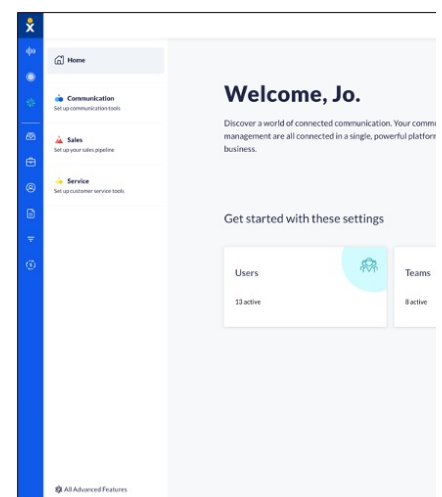 Home
Communication
Set up communication tools
Sales
Set up your sales pipeline
Service
Set up customer service tools
All Advanced Features
Welcome, Jo.
Discover a world of connected communication. Your commu
management are all connected in a single, powerful platform
business.
Get started with these settings
Users
13 active
Teams
8 active